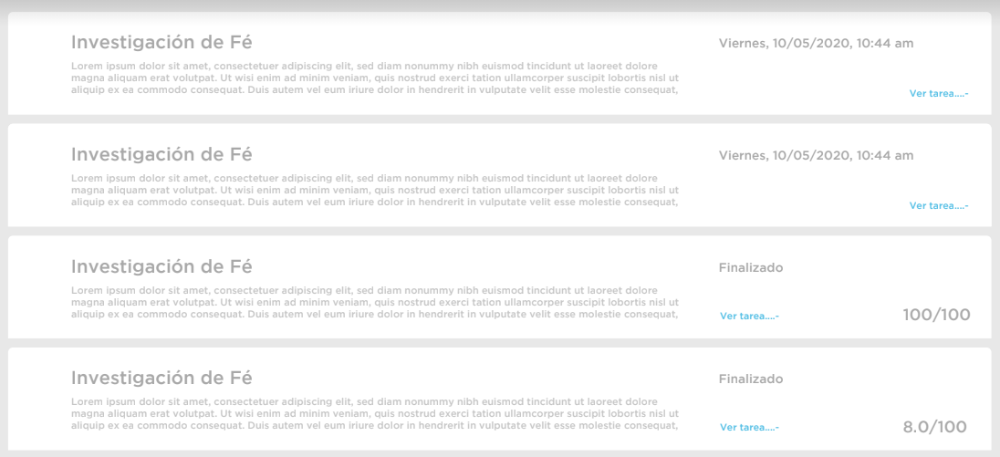 Investigación de Fé
Viernes, 10/05/2020, 10:44 am
Lorem ipsum dolor sit amet, consectetuer adipiscing elit, sed diam nonummy nibh euismod tincidunt ut laoreet dolore
magna aliquam erat volutpat. Ut wisi enim ad minim veniam, quis nostrud exerci tation ullamcorper suscipit lobortis nisl ut
aliquip ex ea commodo consequat. Duis autem vel eum iriure dolor in hendrerit in vulputate velit esse molestie consequat,
Ver tarea....-
Investigación de Fé
Viernes, 10/05/2020, 10:44 am
Lorem ipsum dolor sit amet, consectetuer adipiscing elit, sed diam nonummy nibh euismod tincidunt ut laoreet dolore
magna aliquam erat volutpat. Ut wisi enim ad minim veniam, quis nostrud exerci tation ullamcorper suscipit lobortis nisl ut
aliquip ex ea commodo consequat. Duis autem vel eum iriure dolor in hendrerit in vulputate velit esse molestie consequat,
Ver tarea....-
Investigación de Fé
Finalizado
Lorem ipsum dolor sit amet, consectetuer adipiscing elit, sed diam nonummy nibh euismod tincidunt ut laoreet dolore
magna aliquam erat volutpat. Ut wisi enim ad minim veniam, quis nostrud exerci tation ullamcorper suscipit lobortis nisl ut
aliquip ex ea commodo consequat. Duis autem vel eum iriure dolor in hendrerit in vulputate velit esse molestie consequat,
Ver tarea....-
100/100
Investigación de Fé
Finalizado
Lorem ipsum dolor sit amet, consectetuer adipiscing elit, sed diam nonummy nibh euismod tincidunt ut laoreet dolore
magna aliquam erat volutpat. Ut wisi enim ad minim veniam, quis nostrud exerci tation ullamcorper suscipit lobortis nisl ut
aliquip ex ea commodo consequat. Duis autem vel eum iriure dolor in hendrerit in vulputate velit esse molestie consequat,
Ver tarea....-
8.0/100